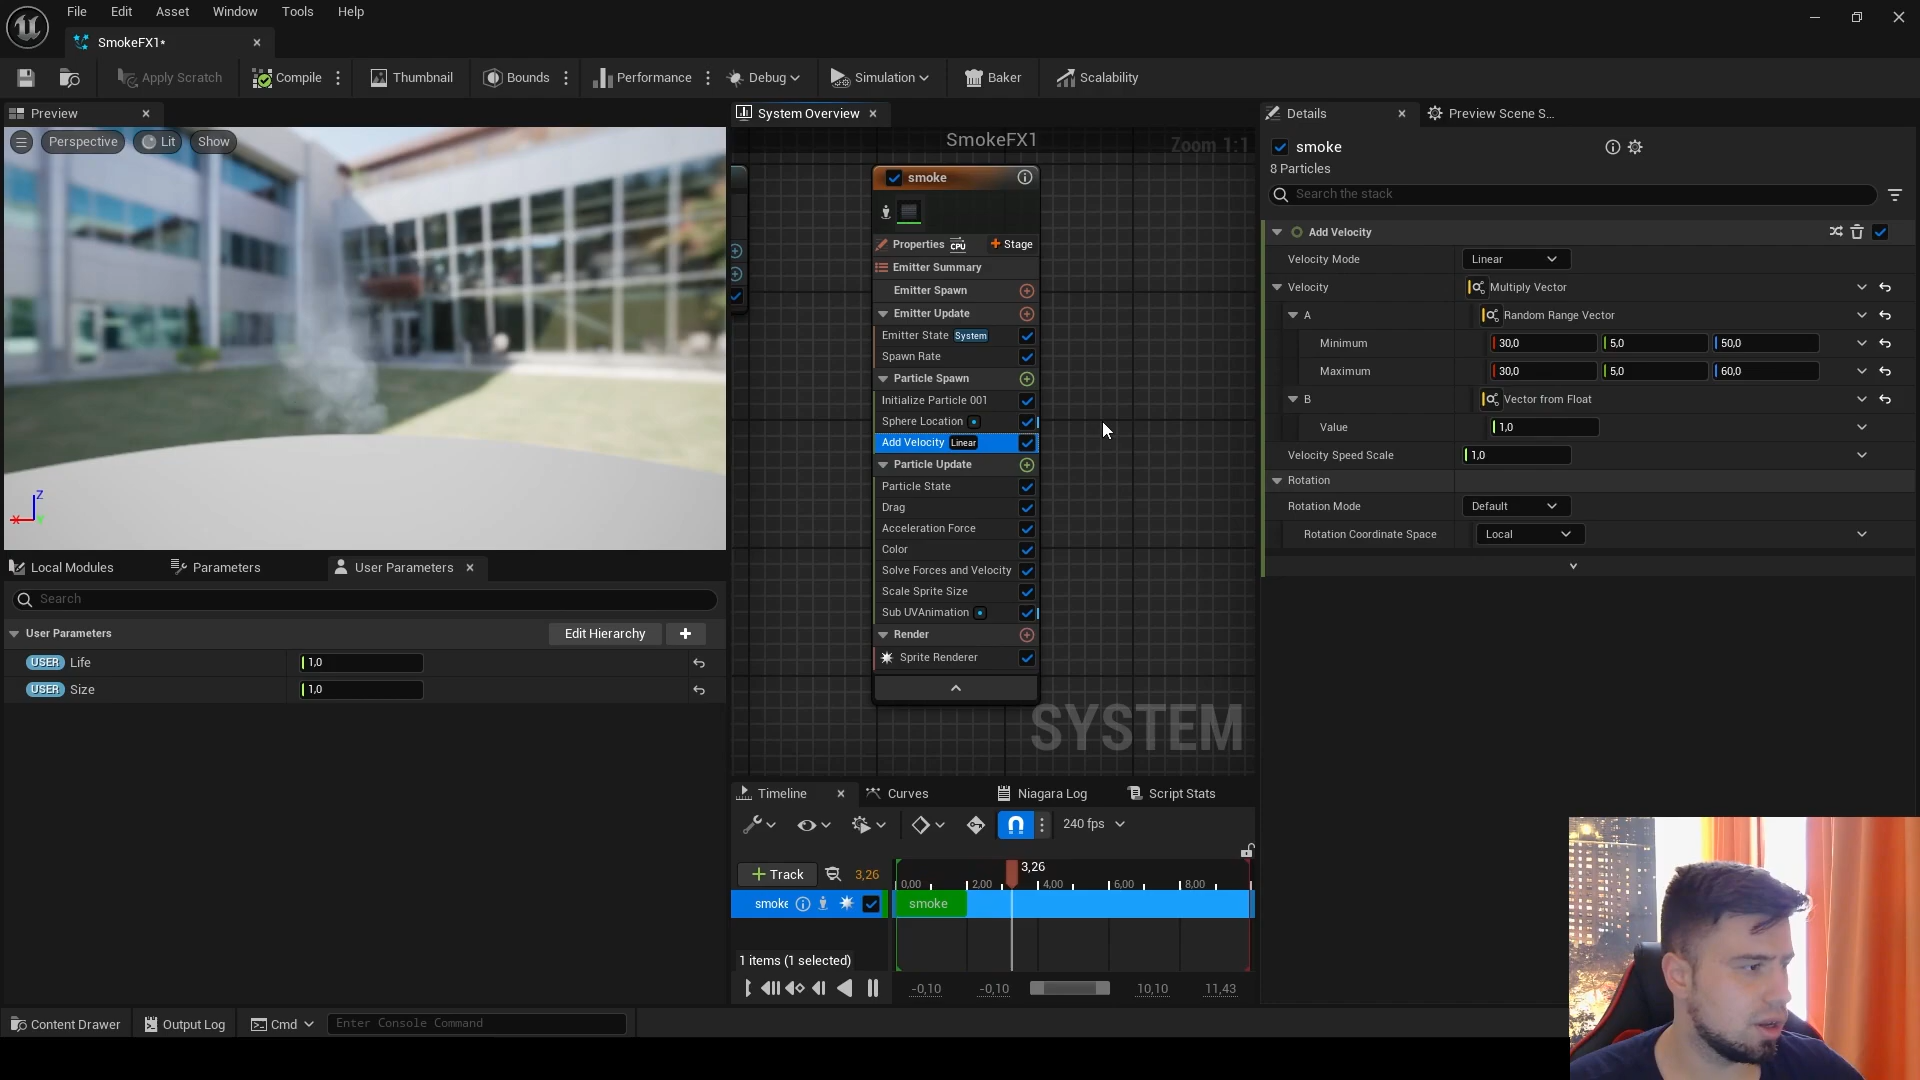 File Edit Asset Window Tools Help
SmokeFX1*
Apply Scratch Compile Thumbnail Bounds Performance Debug Simulation Baker Scalability
Preview
Perspective Lit Show
Z
X
Y
Local Modules Parameters User Parameters
Search
User Parameters Edit Hierarchy
USER Life 1,0
USER Size 1,0
System Overview
SmokeFX1
Zoom 1:1
smoke
Properties CPU Stage
Emitter Summary
Emitter Spawn
Emitter Update
Emitter State System
Spawn Rate
Particle Spawn
Initialize Particle 001
Sphere Location
Add Velocity Linear
Particle Update
Particle State
Drag
Acceleration Force
Color
Solve Forces and Velocity
Scale Sprite Size
Sub UVAnimation
Render
Sprite Renderer
SYSTEM
Timeline Curves Niagara Log Script Stats
240 fps
Track 3,26
3,26
0,00 2,00 4,00 6,00 8,00
smoke smoke
1 items (1 selected)
-0,10 -0,10 10,10 11,43
Details Preview Scene S...
smoke
8 Particles
Search the stack
Add Velocity
Velocity Mode Linear
Velocity Multiply Vector
A Random Range Vector
Minimum 30,0 5,0 50,0
Maximum 30,0 5,0 60,0
B Vector from Float
Value 1,0
Velocity Speed Scale 1,0
Rotation
Rotation Mode Default
Rotation Coordinate Space Local
Content Drawer Output Log Cmd Enter Console Command